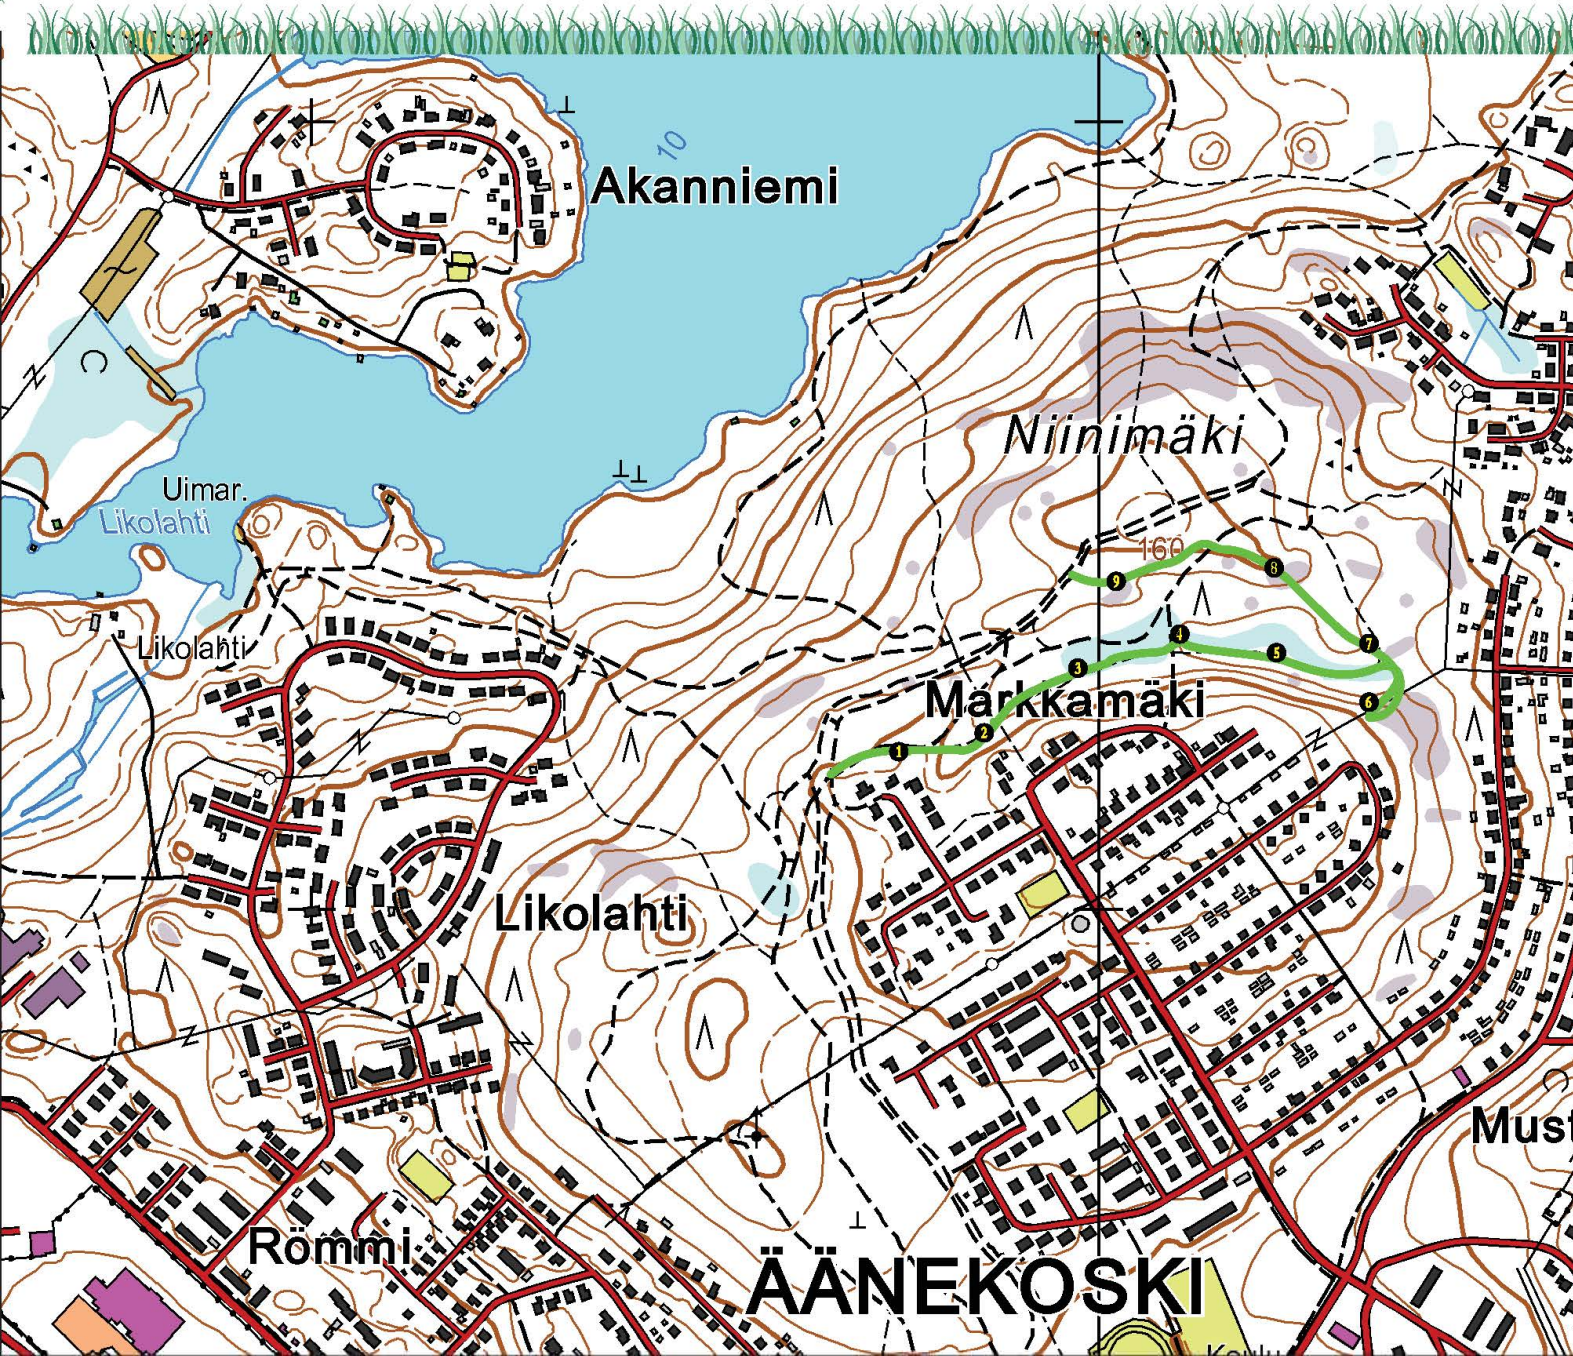 10
Akanniemi
Niinimäki
Uimar.
Likolahti
160
8
9
Likolahti
4
7
5
3
Markkamäki
6
2
1
Likolahti
Must
Römmi
ÄÄNEKOSKI